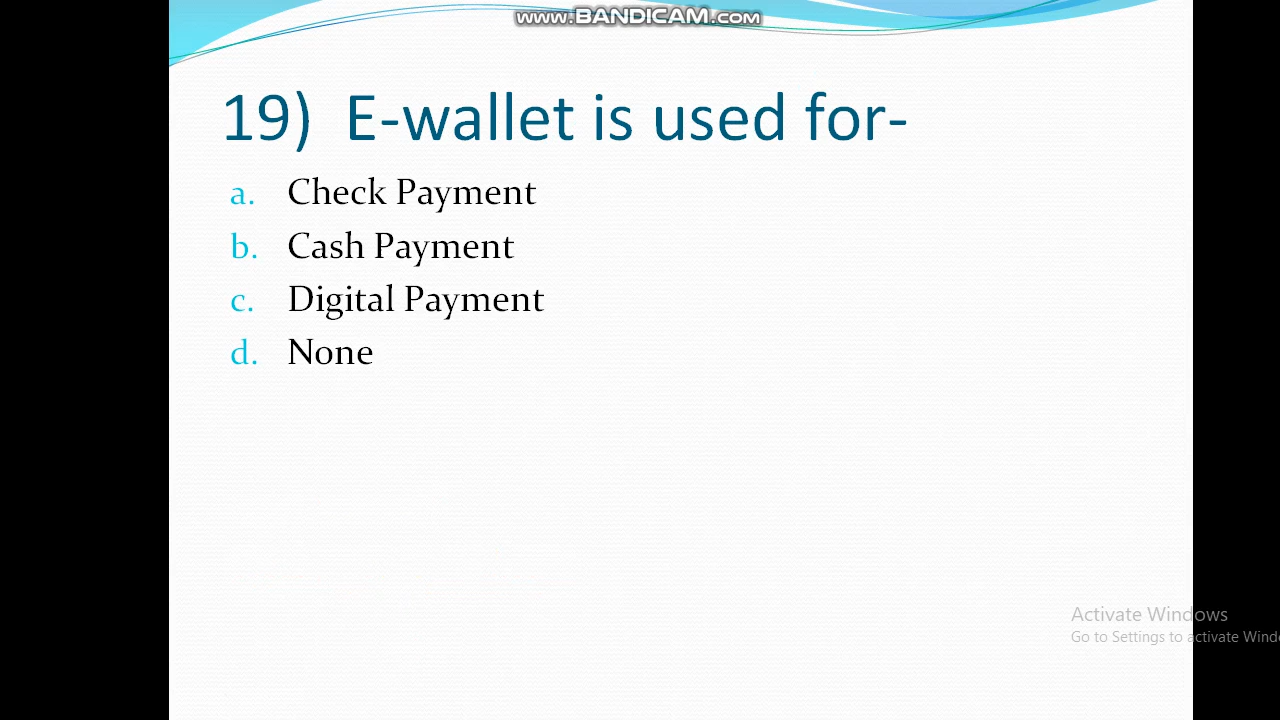 www.BANDICAM.com
19) E-wallet is used for-
a. Check Payment
b. Cash Payment
c. Digital Payment
d. None
Activate Windows
Go to Settings to activate Windo